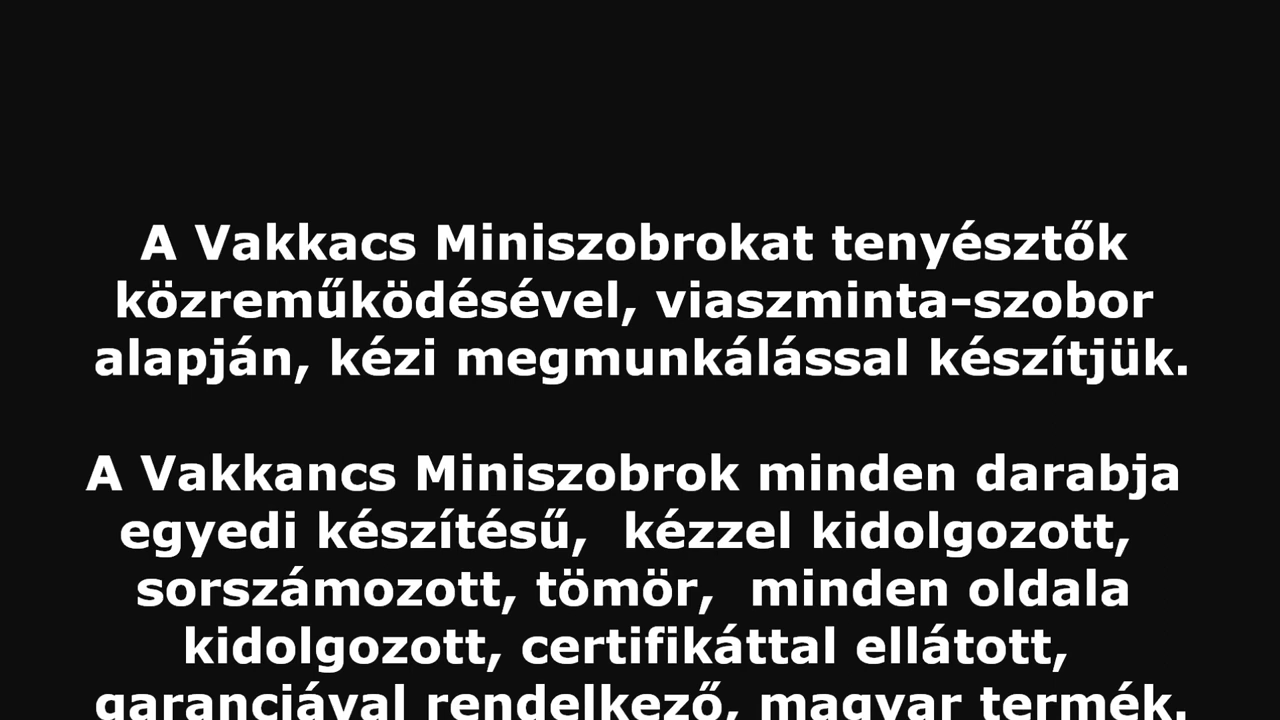 A Vakkacs Miniszobrokat tenyésztők
közreműködésével, viaszminta-szobor
alapján, kézi megmunkálással készítjük.
A Vakkancs Miniszobrok minden darabja
egyedi készítésű, kézzel kidolgozott,
sorszámozott, tömör, minden oldala
kidolgozott, certifikáttal ellátott,
garanciával rendelkező, magyar termék.